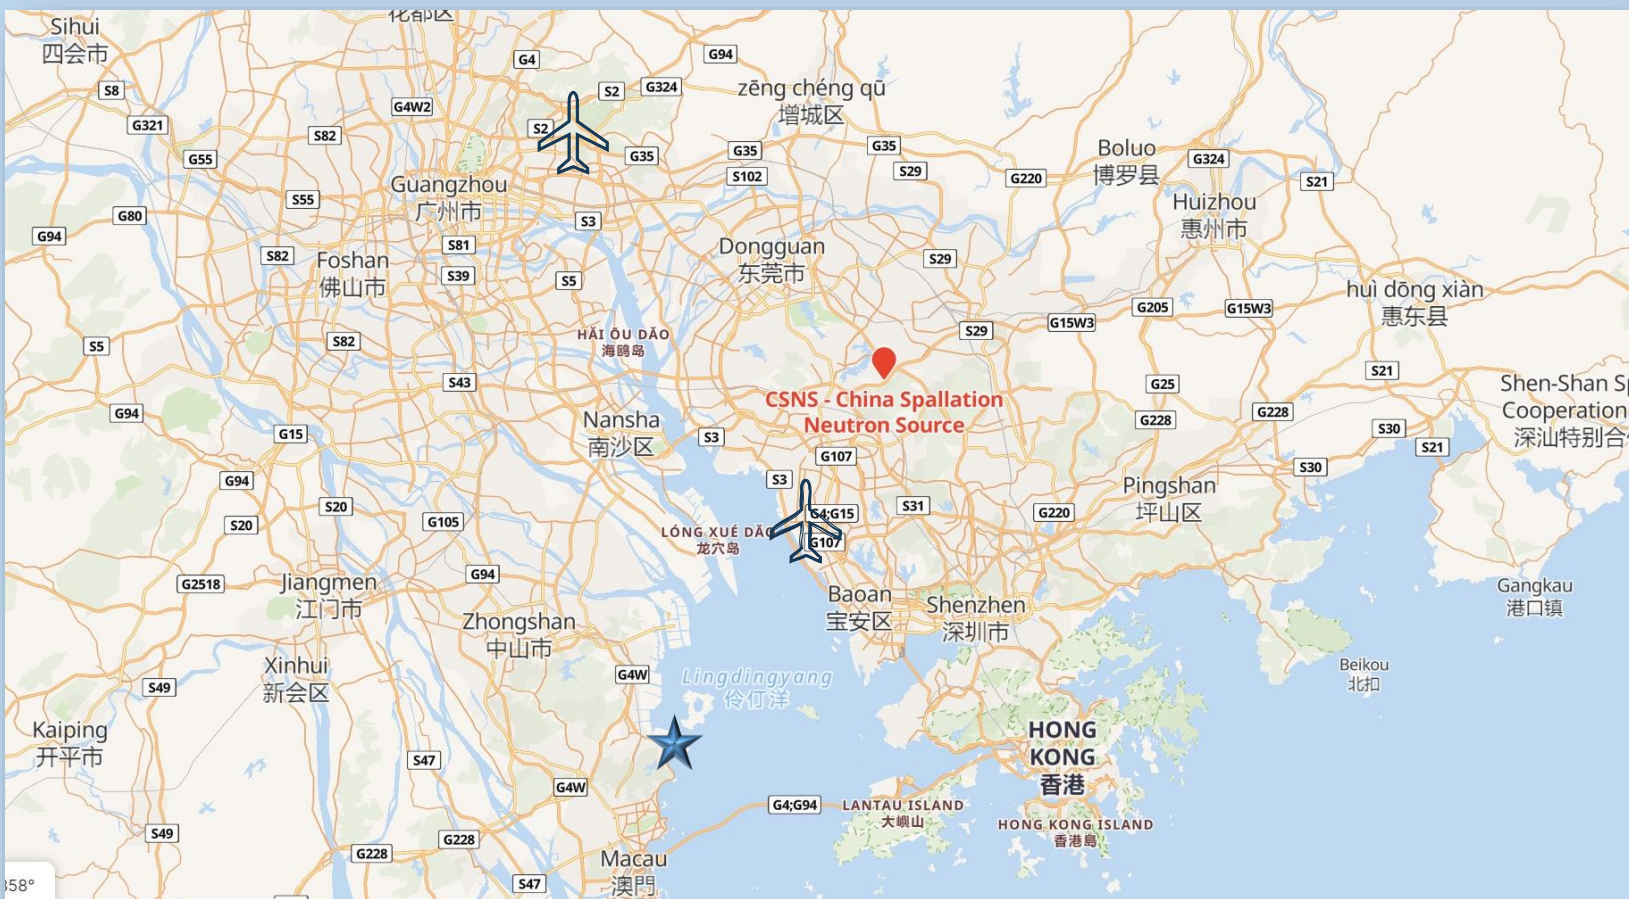 花都区
Sihui
四会市
G4
G94
S8
S2
G324
zēng chéng qū
增城区
G4W2
G321
S82
S2
G55
G35
G35
G35
Boluo
博罗县
G324
S102
S29
G220
S21
Guangzhou
广州市
S55
Huizhou
惠州市
G80
S3
G94
S81
S82
Foshan
佛山市
S39
S5
Dongguan
东莞市
S29
huì dōng xiàn
惠东县
G205
G15W3
G15W3
S29
HǍI ŌU DǍO
海鸥岛
S82
S5
S21
S43
G25
Shen-Shan Sp
Cooperation
深汕特别合
CSNS - China Spallation
Neutron Source
G94
G15
Nansha
南沙区
S3
G228
G228
S30
S21
G107
S30
G94
S3
Pingshan
坪山区
S20
S20
G105
G4;G15
S31
G220
LÓNG XUÉ DǍO
龙穴岛
G107
G2518
Jiangmen
江门市
G94
Baoan
宝安区
Shenzhen
深圳市
Gangkau
港口镇
Zhongshan
中山市
Xinhui
新会区
S49
G4W
Lingdingyang
伶仃洋
Beikou
北扣
Kaiping
开平市
HONG
KONG
香港
S47
G4W
G4;G94
LANTAU ISLAND
大嶼山
HONG KONG ISLAND
香港島
S49
G228
G228
Macau
澳門
S47
358°